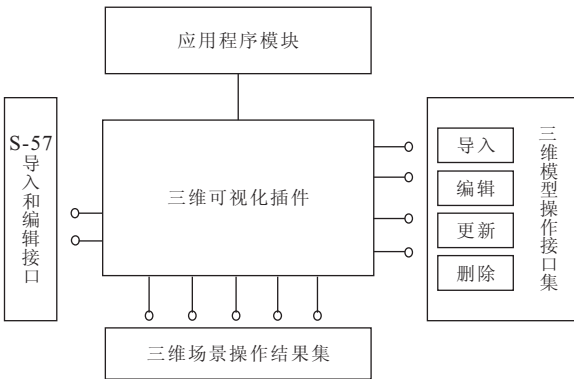 应用程序模块
S-57导入和编辑接口
三维可视化插件
导入
编辑
更新
删除
三维模型操作接口集
三维场景操作结果集